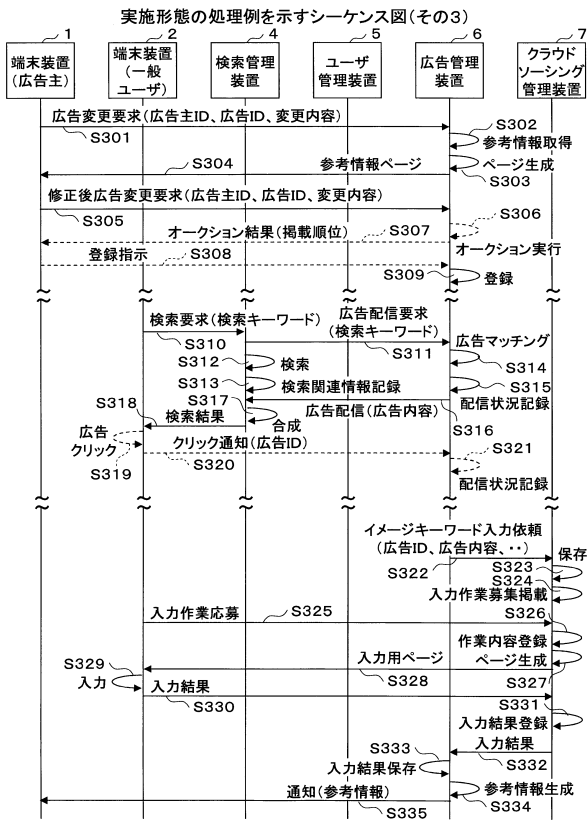 実施形態の処理例を示すシーケンス図(その3)
1
2
4
5
6
7
端末装置
(広告主)
端末装置
(一般
ユーザ)
検索管理
装置
ユーザ
管理装置
広告管理
装置
クラウド
ソーシング
管理装置
広告変更要求(広告主ID、広告ID、変更内容)
S301
S302
参考情報取得
S304
参考情報ページ
ページ生成
S303
修正後広告変更要求(広告主ID、広告ID、変更内容)
S305
S306
オークション結果(掲載順位)
S307
オークション実行
登録指示
S308
S309
登録
検索要求(検索キーワード)
S310
広告配信要求
(検索キーワード)
S311
広告マッチング
S312
検索
S314
S313
検索関連情報記録
S315
配信状況記録
S317
広告配信(広告内容)
S316
S318
検索結果
合成
広告
クリック
S319
クリック通知(広告ID)
S320
S321
配信状況記録
イメージキーワード入力依頼
(広告ID、広告内容、‥)
S322
保存
S323
S324
入力作業募集掲載
入力作業応募
S325
S326
作業内容登録
入力用ページ
S328
ページ生成
S327
S329
入力
入力結果
S330
S331
入力結果登録
入力結果
S332
S333
入力結果保存
参考情報生成
S334
通知(参考情報)
S335